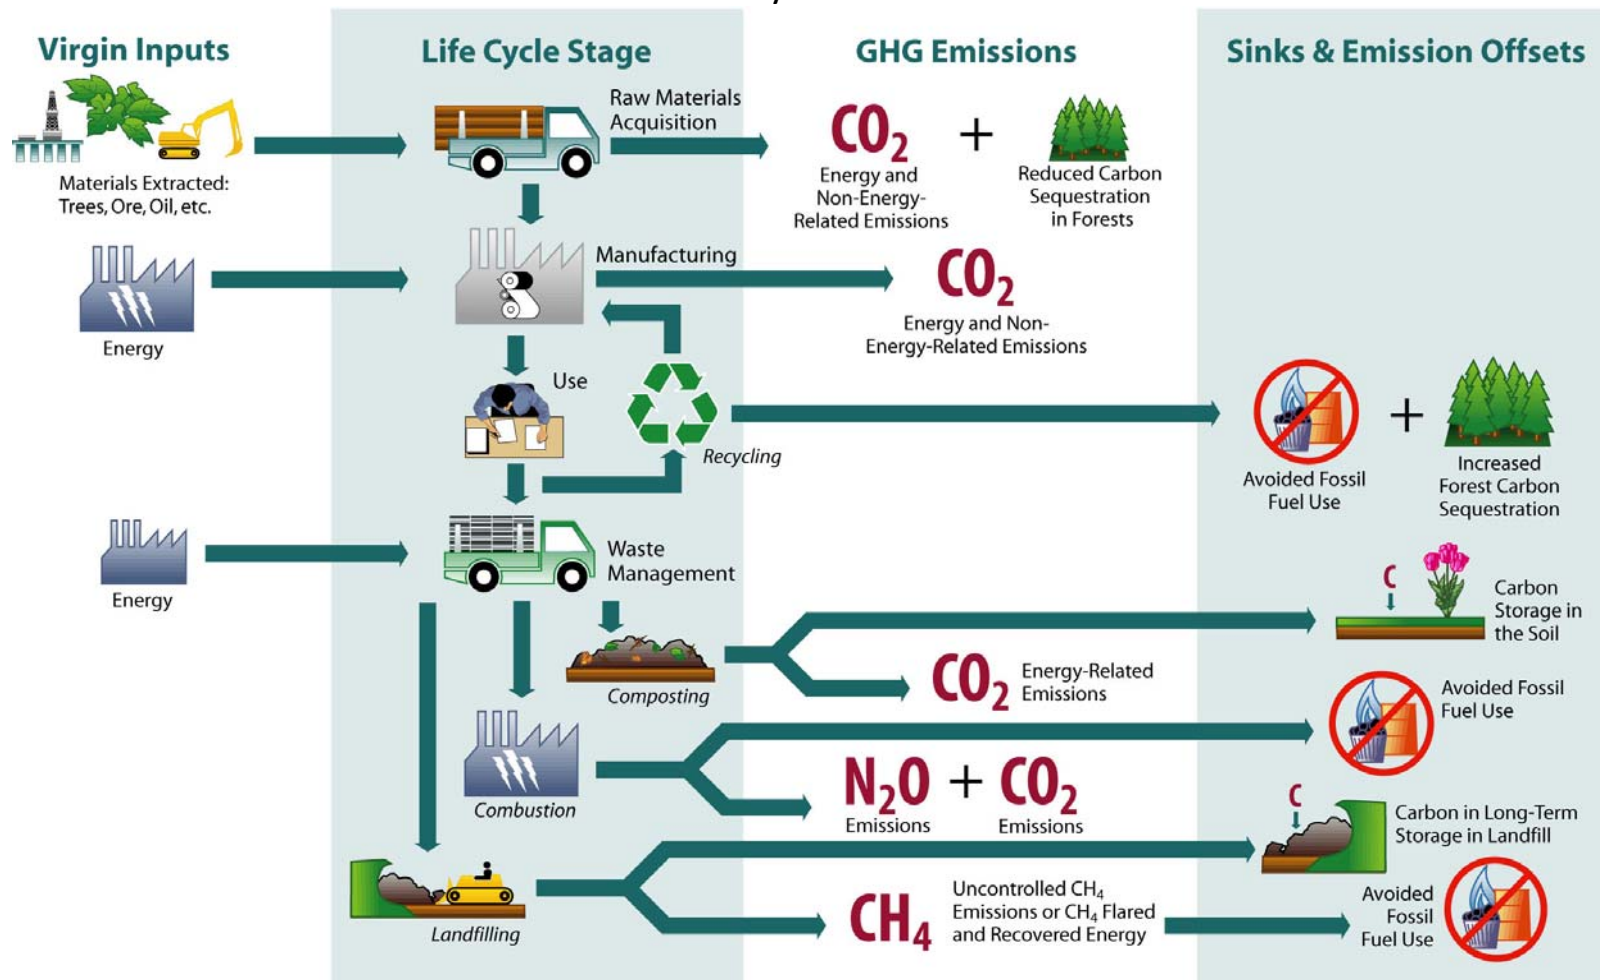 Virgin Inputs
Life Cycle Stage
GHG Emissions
Sinks & Emission Offsets
Materials Extracted:
Trees, Ore, Oil, etc.
Raw Materials
Acquisition
CO2
Energy and
Non-Energy-
Related Emissions
+
Reduced Carbon
Sequestration
in Forests
Energy
Manufacturing
CO2
Energy and Non-
Energy-Related Emissions
Use
Recycling
Avoided Fossil
Fuel Use
+
Increased
Forest Carbon
Sequestration
Energy
Waste
Management
Composting
C
Carbon
Storage in
the Soil
CO2
Energy-Related
Emissions
Combustion
Avoided Fossil
Fuel Use
N2O + CO2
Emissions
Emissions
Landfilling
C
Carbon in Long-Term
Storage in Landfill
CH4
Uncontrolled CH4
Emissions or CH4 Flared
and Recovered Energy
Avoided
Fossil
Fuel Use